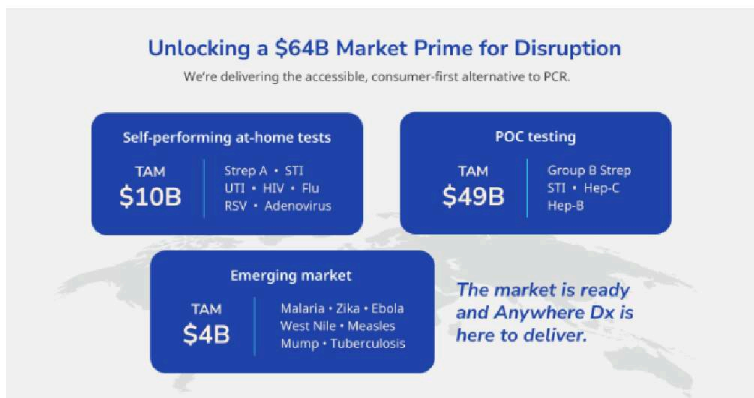 Unlocking a $64B Market Prime for Disruption
We're delivering the accessible, consumer-first alternative to PCR.
Self-performing at-home tests
TAM
$10B
Strep A • STI
UTI • HIV • Flu
RSV • Adenovirus
POC testing
TAM
$49B
Group B Strep
STI • Hep-C
Hep-B
Emerging market
TAM
$4B
Malaria • Zika • Ebola
West Nile • Measles
Mump • Tuberculosis
The market is ready
and Anywhere Dx is
here to deliver.